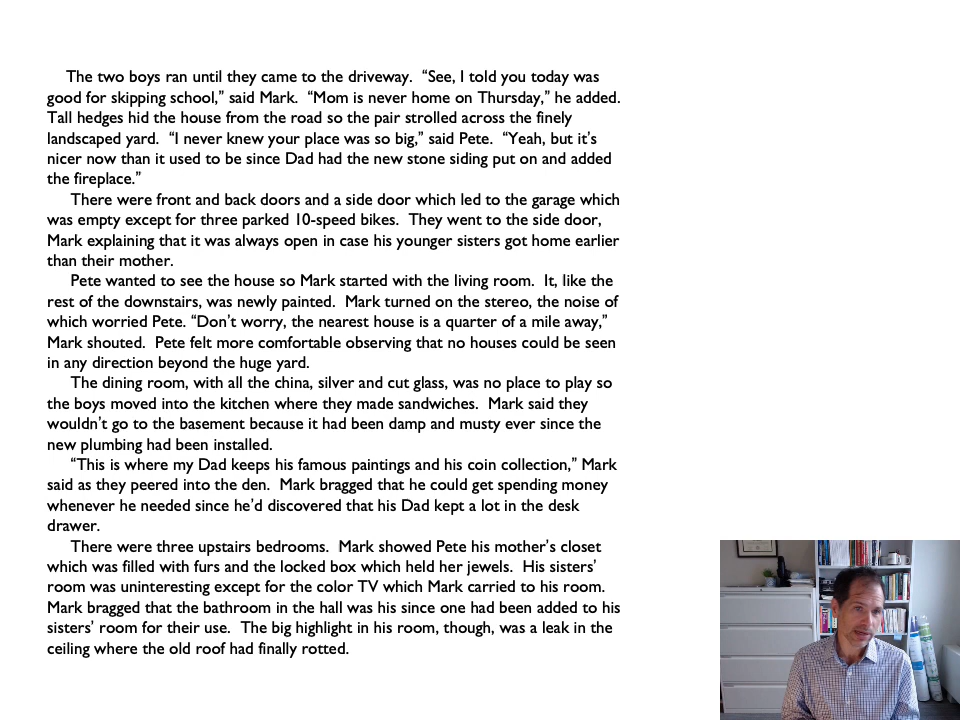 The two boys ran until they came to the driveway.  “See, I told you today was
good for skipping school,” said Mark.  “Mom is never home on Thursday,” he added.
Tall hedges hid the house from the road so the pair strolled across the finely
landscaped yard.  “I never knew your place was so big,” said Pete.  “Yeah, but it’s
nicer now than it used to be since Dad had the new stone siding put on and added
the fireplace.”
There were front and back doors and a side door which led to the garage which
was empty except for three parked 10-speed bikes.  They went to the side door,
Mark explaining that it was always open in case his younger sisters got home earlier
than their mother.
Pete wanted to see the house so Mark started with the living room.  It, like the
rest of the downstairs, was newly painted.  Mark turned on the stereo, the noise of
which worried Pete. “Don’t worry, the nearest house is a quarter of a mile away,”
Mark shouted.  Pete felt more comfortable observing that no houses could be seen
in any direction beyond the huge yard.
The dining room, with all the china, silver and cut glass, was no place to play so
the boys moved into the kitchen where they made sandwiches.  Mark said they
wouldn’t go to the basement because it had been damp and musty ever since the
new plumbing had been installed.
“This is where my Dad keeps his famous paintings and his coin collection,” Mark
said as they peered into the den.  Mark bragged that he could get spending money
whenever he needed since he’d discovered that his Dad kept a lot in the desk
drawer.
There were three upstairs bedrooms.  Mark showed Pete his mother’s closet
which was filled with furs and the locked box which held her jewels.  His sisters’
room was uninteresting except for the color TV which Mark carried to his room.
Mark bragged that the bathroom in the hall was his since one had been added to his
sisters’ room for their use.  The big highlight in his room, though, was a leak in the
ceiling where the old roof had finally rotted.